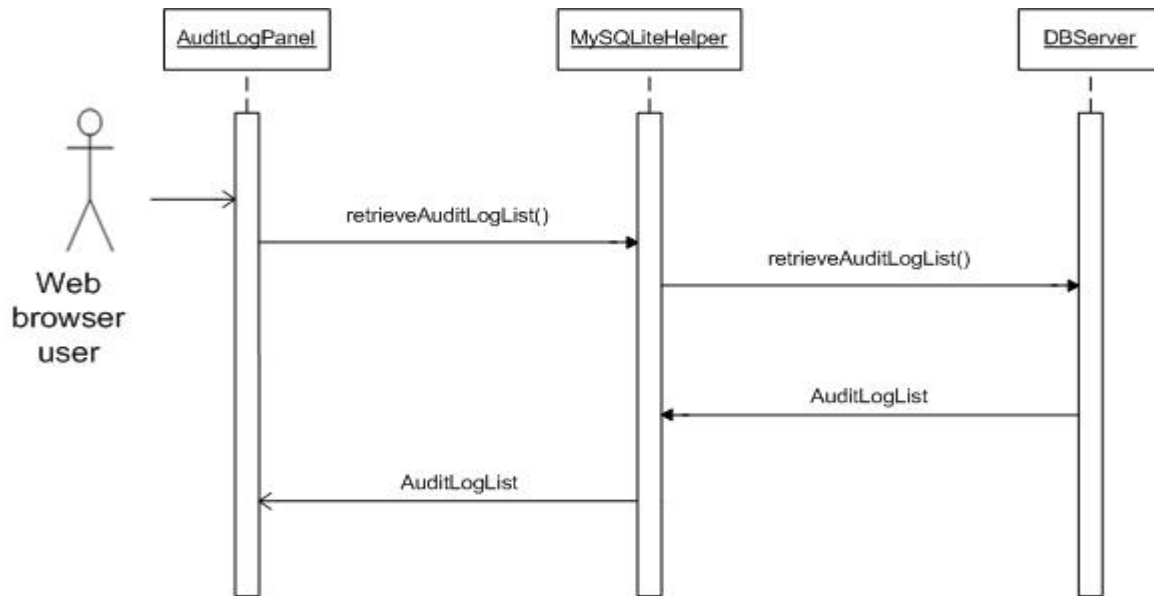 AuditLogPanel
MySQLiteHelper
DBServer
retrieveAuditLogList()
retrieveAuditLogList()
Web
browser
user
AuditLogList
AuditLogList